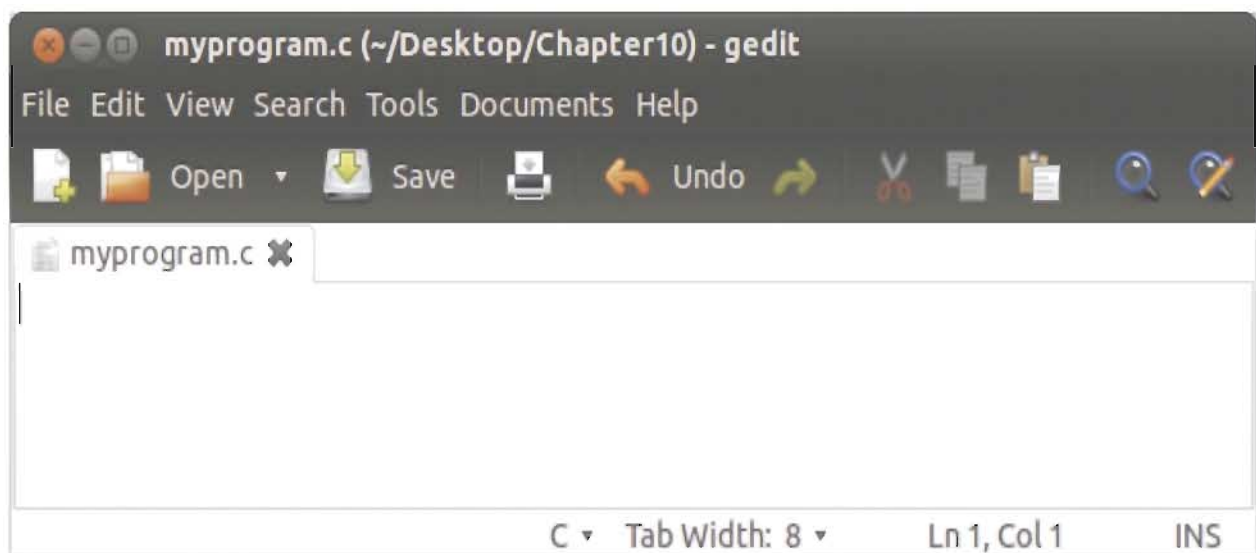 myprogram.c (~/Desktop/Chapter10) - gedit
File Edit View Search Tools Documents Help
Open Save Undo
myprogram.c
C Tab Width: 8 Ln 1, Col 1 INS